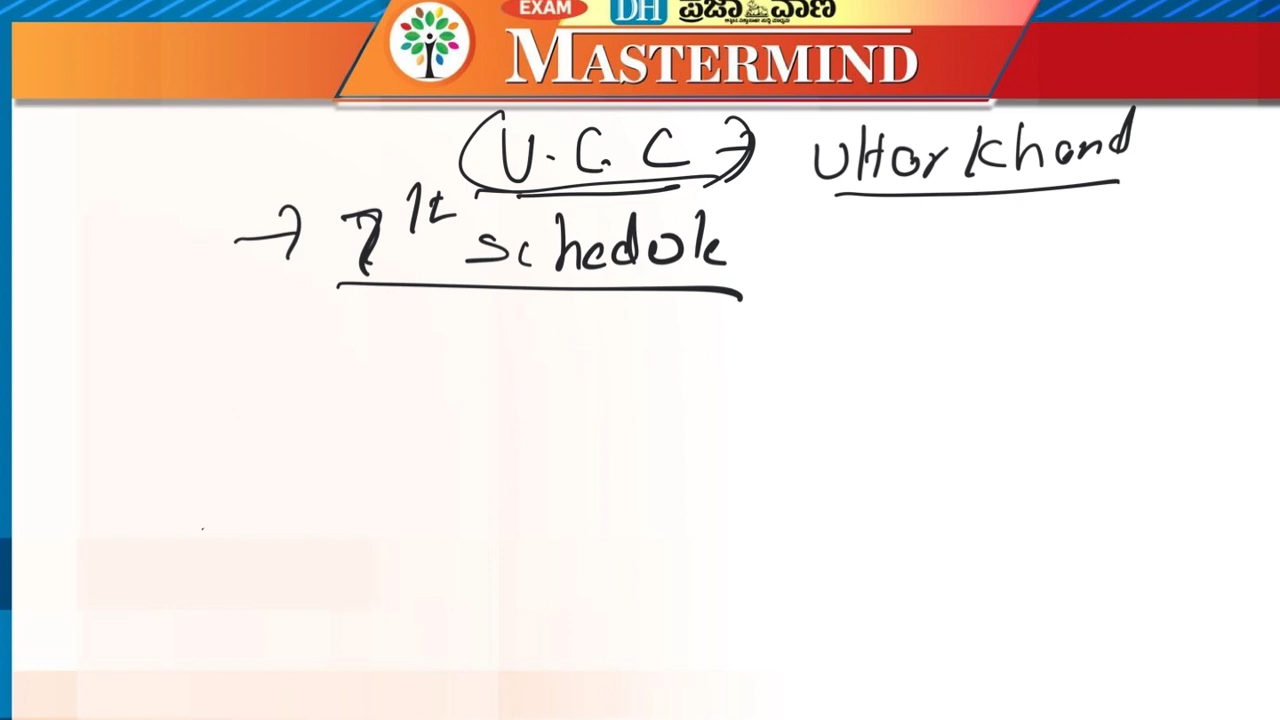 EXAM DH ಪ್ರಜಾವಾಣಿ
MASTERMIND
(U.C.C) Uttarkhand
→ 7th schedule